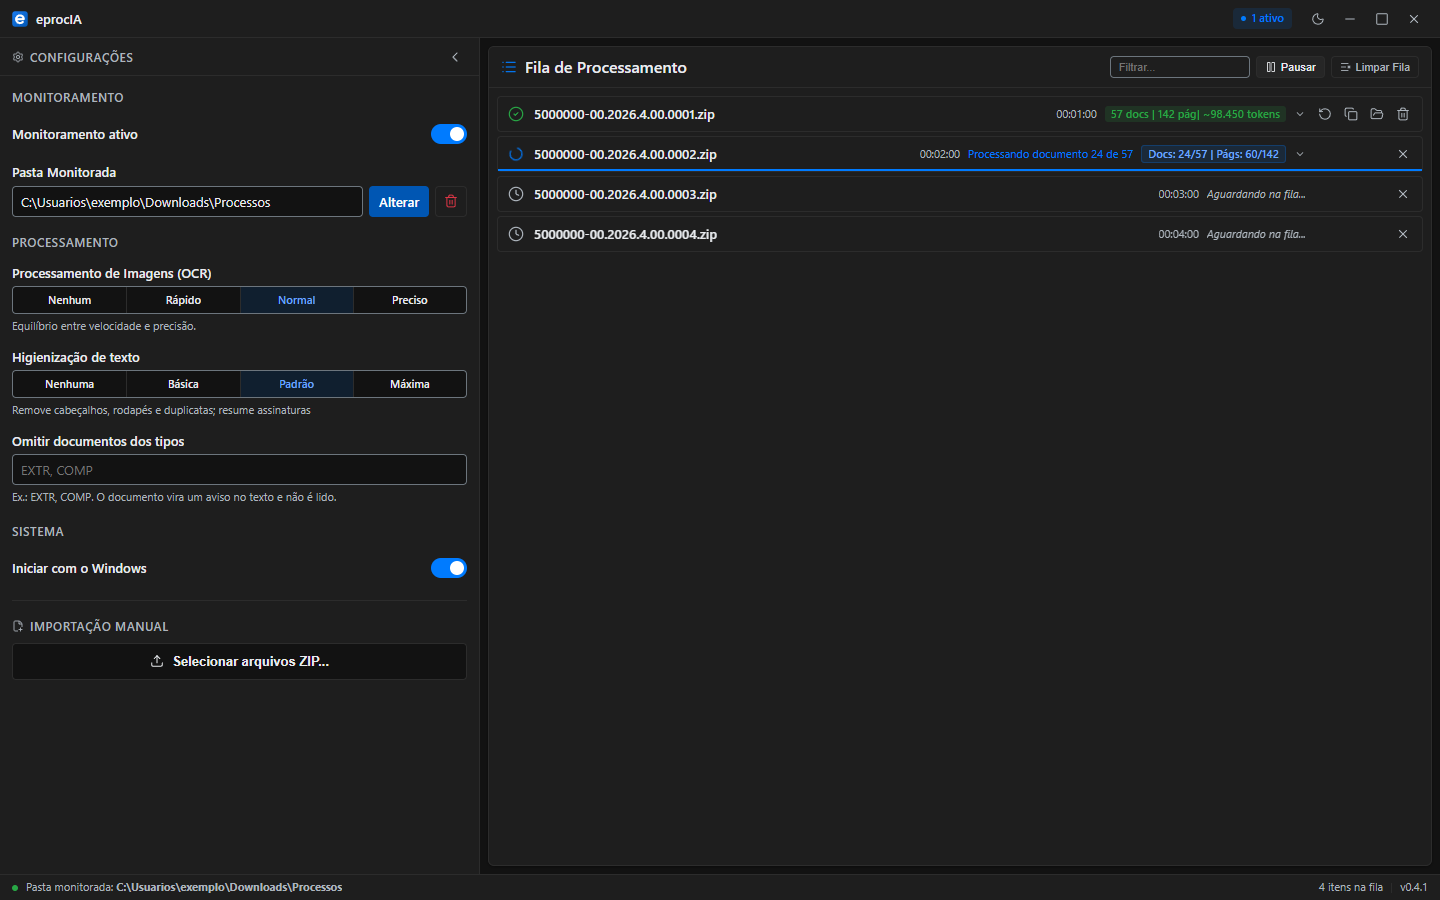 eprocIA
1 ativo
CONFIGURAÇÕES
MONITORAMENTO
Monitoramento ativo
Pasta Monitorada
C:\Usuarios\exemplo\Downloads\Processos
Alterar
PROCESSAMENTO
Processamento de Imagens (OCR)
Nenhum Rápido Normal Preciso
Equilíbrio entre velocidade e precisão.
Higienização de texto
Nenhuma Básica Padrão Máxima
Remove cabeçalhos, rodapés e duplicatas; resume assinaturas
Omitir documentos dos tipos
EXTR, COMP
Ex.: EXTR, COMP. O documento vira um aviso no texto e não é lido.
SISTEMA
Iniciar com o Windows
IMPORTAÇÃO MANUAL
Selecionar arquivos ZIP...
Fila de Processamento
Filtrar...
Pausar
Limpar Fila
5000000-00.2026.4.00.0001.zip 00:01:00 57 docs | 142 pág| ~98.450 tokens
5000000-00.2026.4.00.0002.zip 00:02:00 Processando documento 24 de 57 Docs: 24/57 | Págs: 60/142
5000000-00.2026.4.00.0003.zip 00:03:00 Aguardando na fila...
5000000-00.2026.4.00.0004.zip 00:04:00 Aguardando na fila...
Pasta monitorada: C:\Usuarios\exemplo\Downloads\Processos
4 itens na fila
v0.4.1